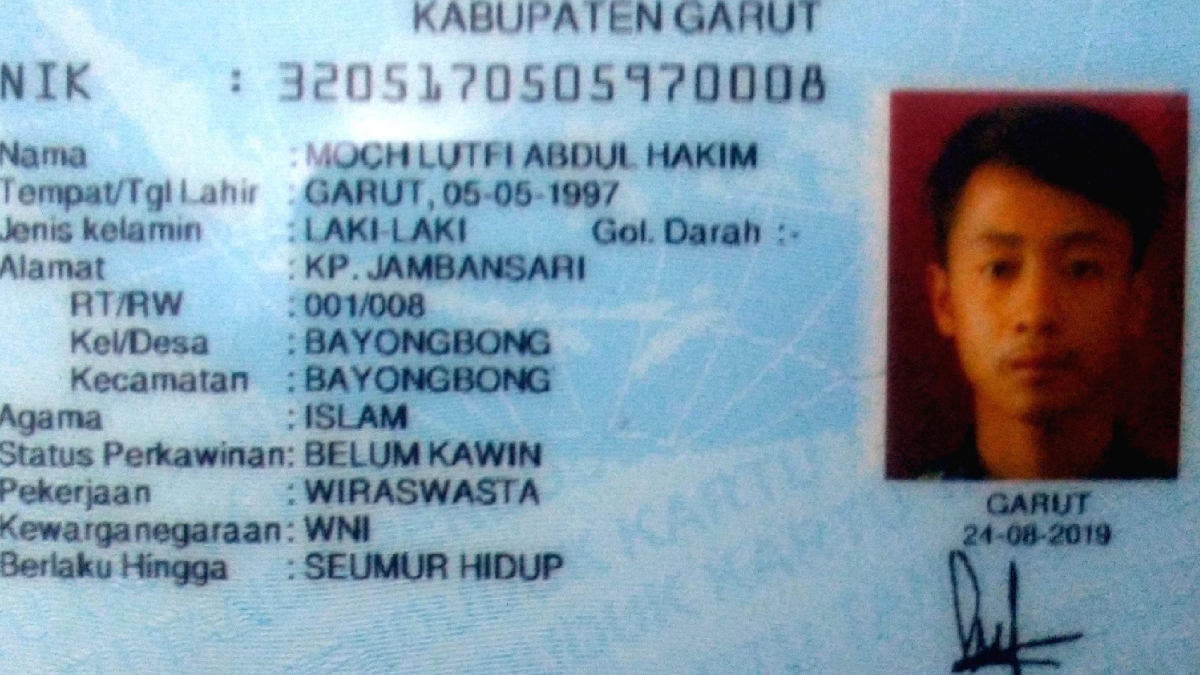 KABUPATEN GARUT
NIK : 3205170505970008
Nama : MOCH LUTFI ABDUL HAKIM
Tempat/Tgl Lahir : GARUT, 05-05-1997
Jenis kelamin : LAKI-LAKI Gol. Darah : -
Alamat : KP. JAMBANSARI
RT/RW : 001/008
Kel/Desa : BAYONGBONG
Kecamatan : BAYONGBONG
Agama : ISLAM
Status Perkawinan: BELUM KAWIN
Pekerjaan : WIRASWASTA
Kewarganegaraan: WNI
Berlaku Hingga : SEUMUR HIDUP
GARUT
24-08-2019